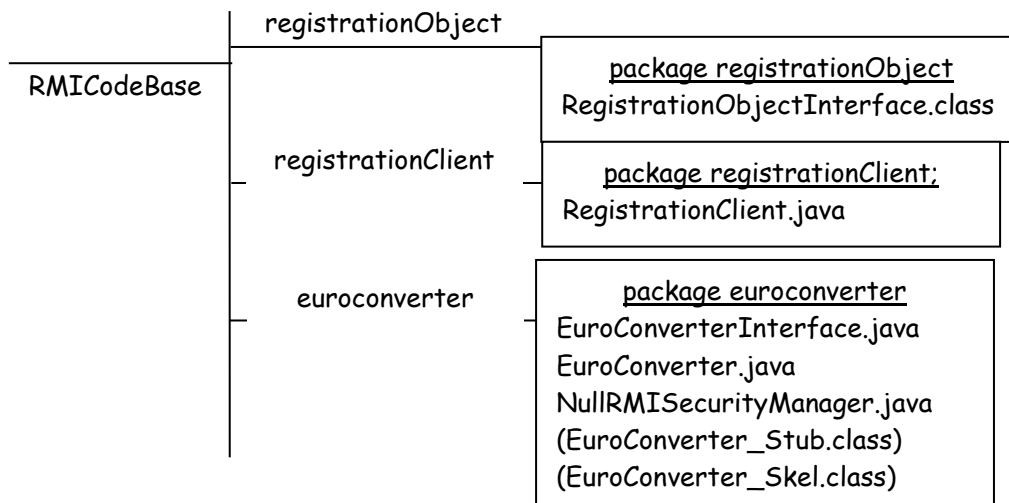 registrationObject
RMICodeBase
package registrationObject
RegistrationObjectInterface.class
registrationClient
package registrationClient;
RegistrationClient.java
euroconverter
package euroconverter
EuroConverterInterface.java
EuroConverter.java
NullRMISecurityManager.java
(EuroConverter_Stub.class)
(EuroConverter_Skel.class)